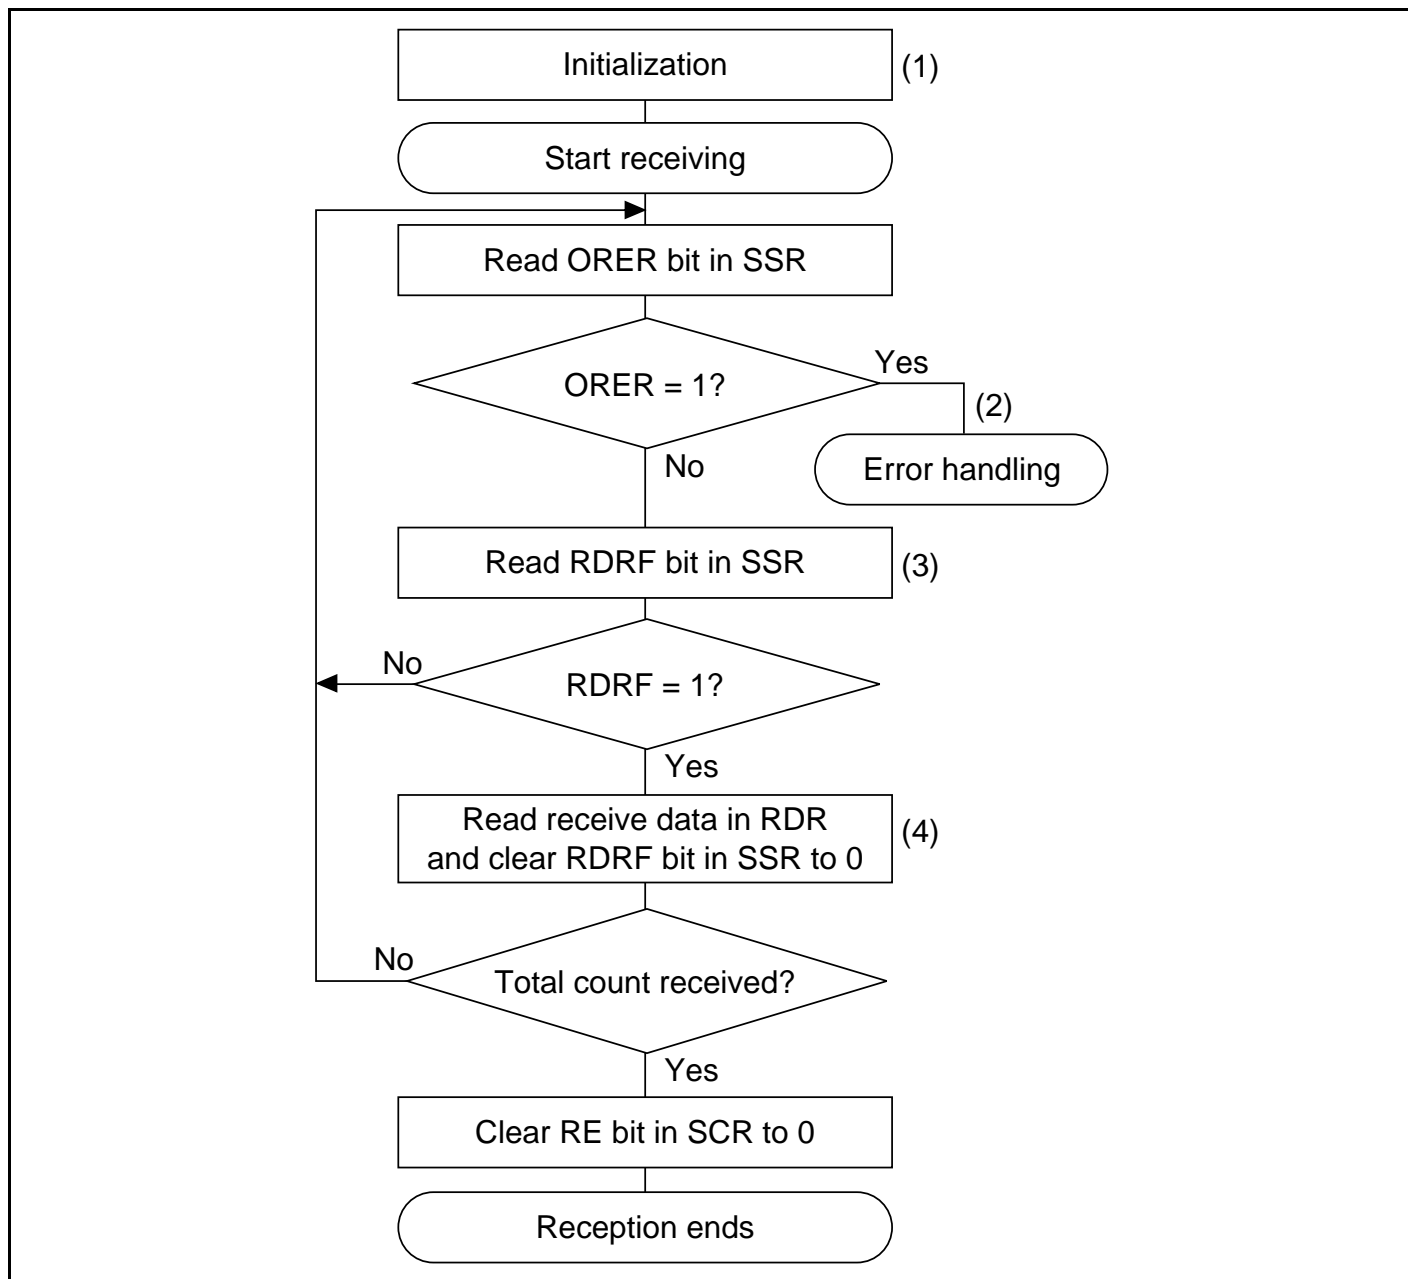 Initialization
(1)
Start receiving
Read ORER bit in SSR
ORER = 1?
Yes
(2)
Error handling
No
Read RDRF bit in SSR
(3)
No
RDRF = 1?
Yes
Read receive data in RDR
and clear RDRF bit in SSR to 0
(4)
No
Total count received?
Yes
Clear RE bit in SCR to 0
Reception ends